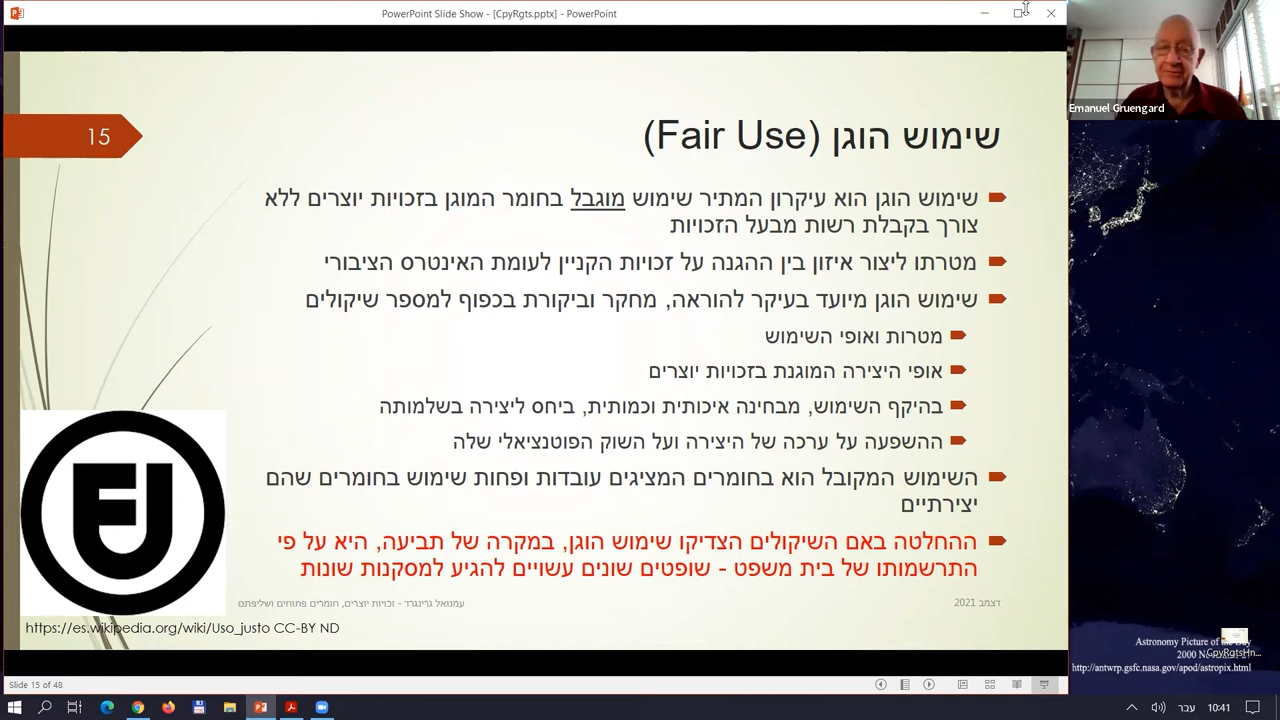 PowerPoint Slide Show - [CpyRgts.pptx] - PowerPoint
Emanuel Gruengard
15
שימוש הוגן (Fair Use)
שימוש הוגן הוא עיקרון המתיר שימוש מוגבל בחומר המוגן בזכויות יוצרים ללא
צורך בקבלת רשות מבעל הזכויות
מטרתו ליצור איזון בין ההגנה על זכויות הקניין לעומת האינטרס הציבורי
שימוש הוגן מיועד בעיקר להוראה, מחקר וביקורת בכפוף למספר שיקולים
מטרות ואופי השימוש
אופי היצירה המוגנת בזכויות יוצרים
בהיקף השימוש, מבחינה איכותית וכמותית, ביחס ליצירה בשלמותה
ההשפעה על ערכה של היצירה ועל השוק הפוטנציאלי שלה
השימוש המקובל הוא בחומרים המציגים עובדות ופחות שימוש בחומרים שהם
יצירתיים
ההחלטה באם השיקולים הצדיקו שימוש הוגן, במקרה של תביעה, היא על פי
התרשמותו של בית משפט - שופטים שונים עשויים להגיע למסקנות שונות
דצמב 2021
עמנואל גרינגרד - זכויות יוצרים, חומרים פתוחים ושליפתם
https://es.wikipedia.org/wiki/Uso_justo CC-BY ND
Astronomy Picture of the Day
2000
CpyRgtsHn...
http://antwrp.gsfc.nasa.gov/apod/astropix.html
Slide 15 of 48
עבר
10:41